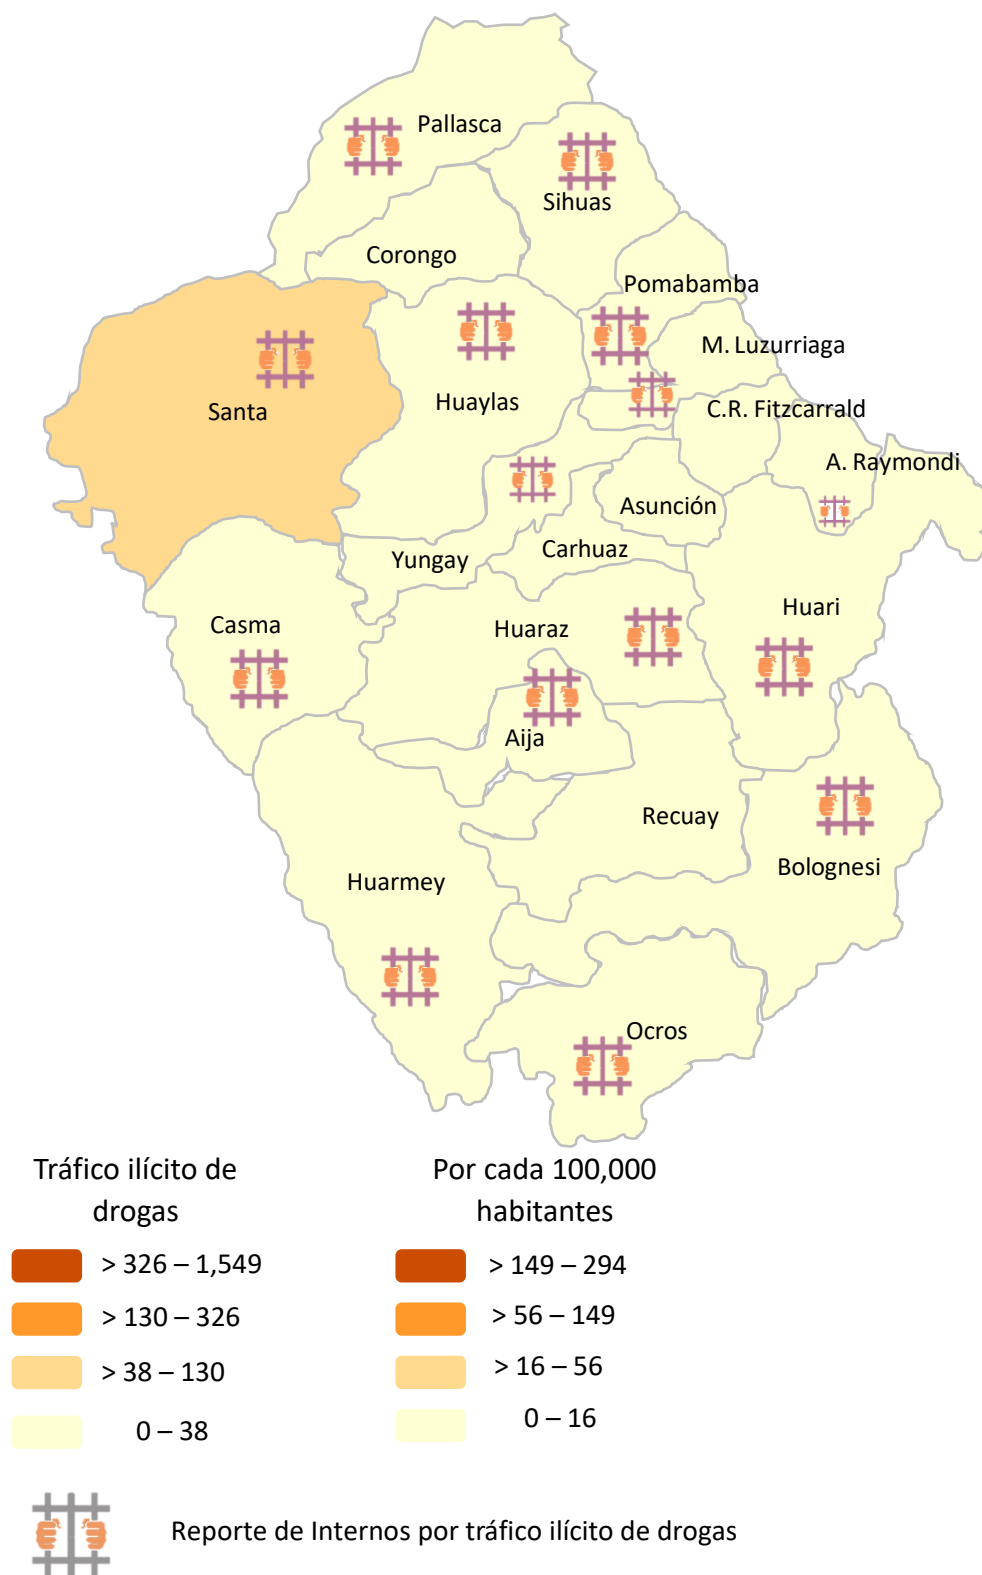 Pallasca
Sihuas
Corongo
Pomabamba
M. Luzurriaga
Huaylas
Santa
C.R. Fitzcarrald
A. Raymondi
Asunción
Carhuaz
Yungay
Huari
Casma
Huaraz
Aija
Recuay
Bolognesi
Huarmey
Ocros
Tráfico ilícito de
drogas
> 326 – 1,549
> 130 – 326
> 38 – 130
0 – 38
Por cada 100,000
habitantes
> 149 – 294
> 56 – 149
> 16 – 56
0 – 16
Reporte de Internos por tráfico ilícito de drogas